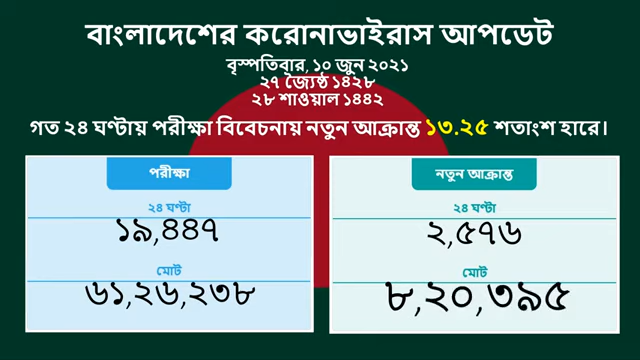 বাংলাদেশের করোনাভাইরাস আপডেট
বৃস্পতিবার, ১০ জুন ২০২১
২৭ জ্যৈষ্ঠ ১৪২৮
২৮ শাওয়াল ১৪৪২
গত ২৪ ঘণ্টায় পরীক্ষা বিবেচনায় নতুন আক্রান্ত ১৩.২৫ শতাংশ হারে।
পরীক্ষা
২৪ ঘণ্টা
১৯,৪৪৭
মোট
৬১,২৬,২৩৮
নতুন আক্রান্ত
২৪ ঘণ্টা
২,৫৭৬
মোট
৮,২০,৩৯৫